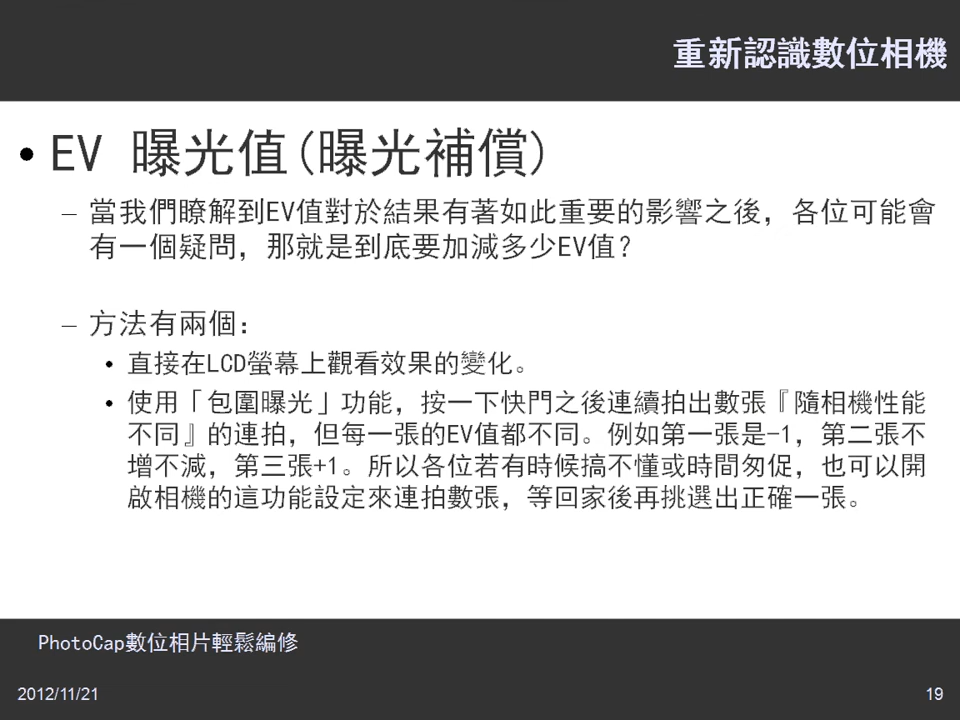 重新認識數位相機
• EV 曝光值(曝光補償)
– 當我們瞭解到EV值對於結果有著如此重要的影響之後，各位可能會
有一個疑問，那就是到底要加減多少EV值？
– 方法有兩個：
• 直接在LCD螢幕上觀看效果的變化。
• 使用「包圍曝光」功能，按一下快門之後連續拍出數張『隨相機性能
不同』的連拍，但每一張的EV值都不同。例如第一張是-1，第二張不
增不減，第三張+1。所以各位若有時候搞不懂或時間匆促，也可以開
啟相機的這功能設定來連拍數張，等回家後再挑選出正確一張。
PhotoCap數位相片輕鬆編修
2012/11/21
19